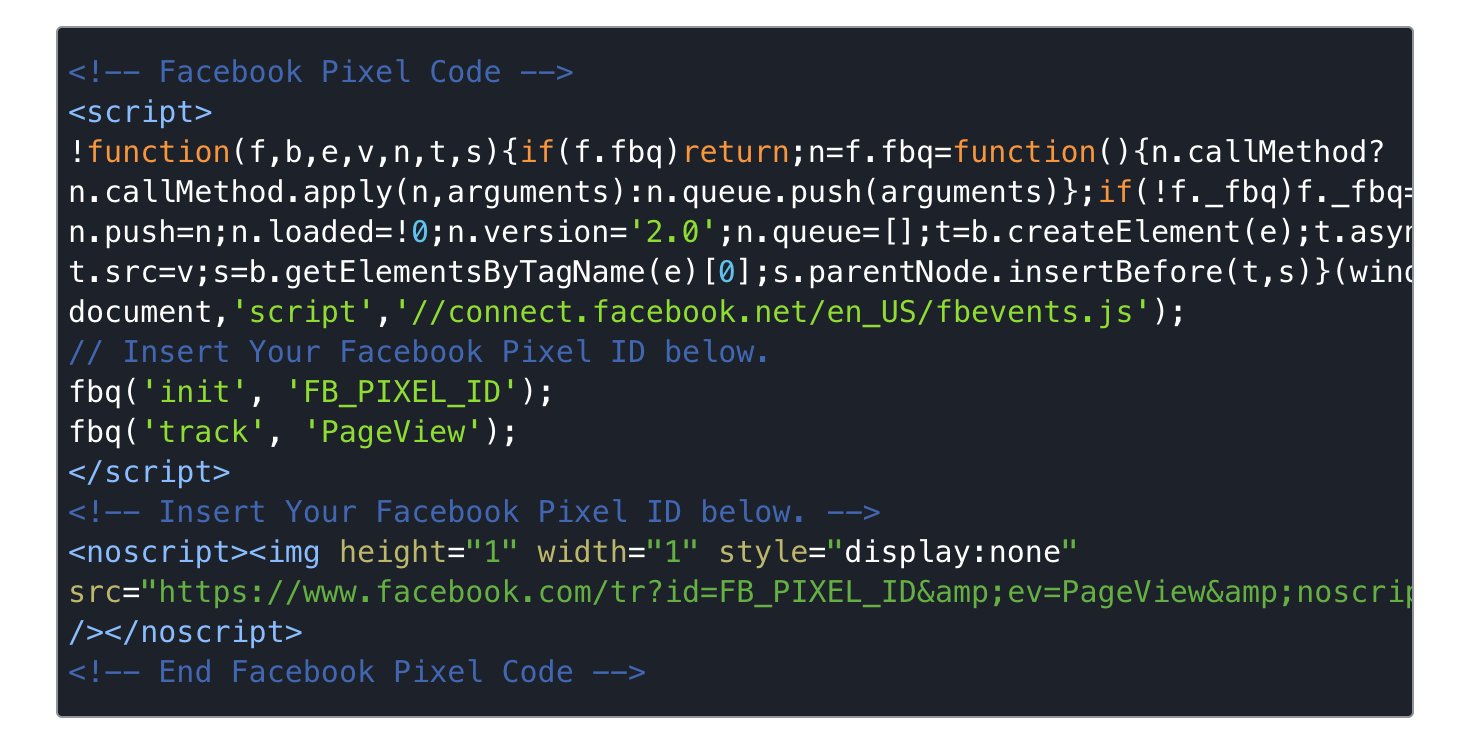 <!-- Facebook Pixel Code -->
<script>
!function(f,b,e,v,n,t,s){if(f.fbq)return;n=f.fbq=function(){n.callMethod?
n.callMethod.apply(n,arguments):n.queue.push(arguments)};if(!f._fbq)f._fbq=
n.push=n;n.loaded=!0;n.version='2.0';n.queue=[];t=b.createElement(e);t.asyn
t.src=v;s=b.getElementsByTagName(e)[0];s.parentNode.insertBefore(t,s)}(wind
document,'script','//connect.facebook.net/en_US/fbevents.js');
// Insert Your Facebook Pixel ID below.
fbq('init', 'FB_PIXEL_ID');
fbq('track', 'PageView');
</script>
<!-- Insert Your Facebook Pixel ID below. -->
<noscript><img height="1" width="1" style="display:none"
src="https://www.facebook.com/tr?id=FB_PIXEL_ID&amp;ev=PageView&amp;noscrip
/></noscript>
<!-- End Facebook Pixel Code -->